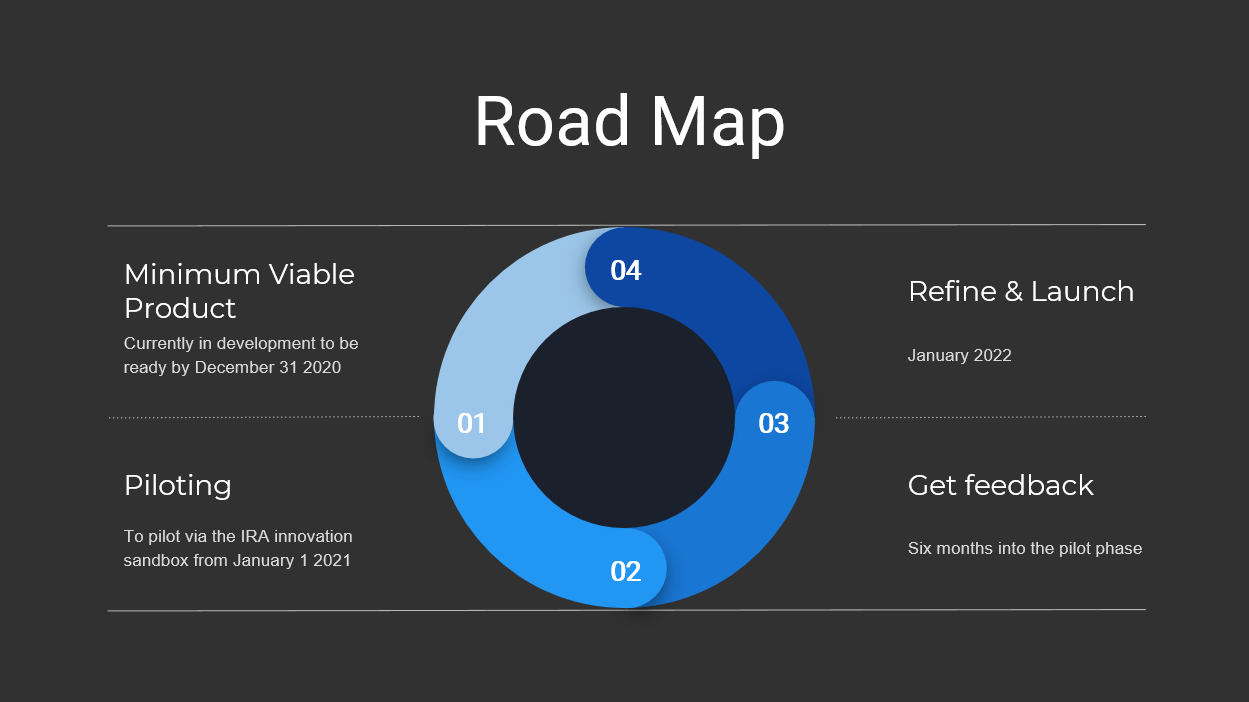 Road Map
Minimum Viable
Product
Currently in development to be
ready by December 31 2020
01
Piloting
To pilot via the IRA innovation
sandbox from January 1 2021
02
04
Refine & Launch
January 2022
03
Get feedback
Six months into the pilot phase